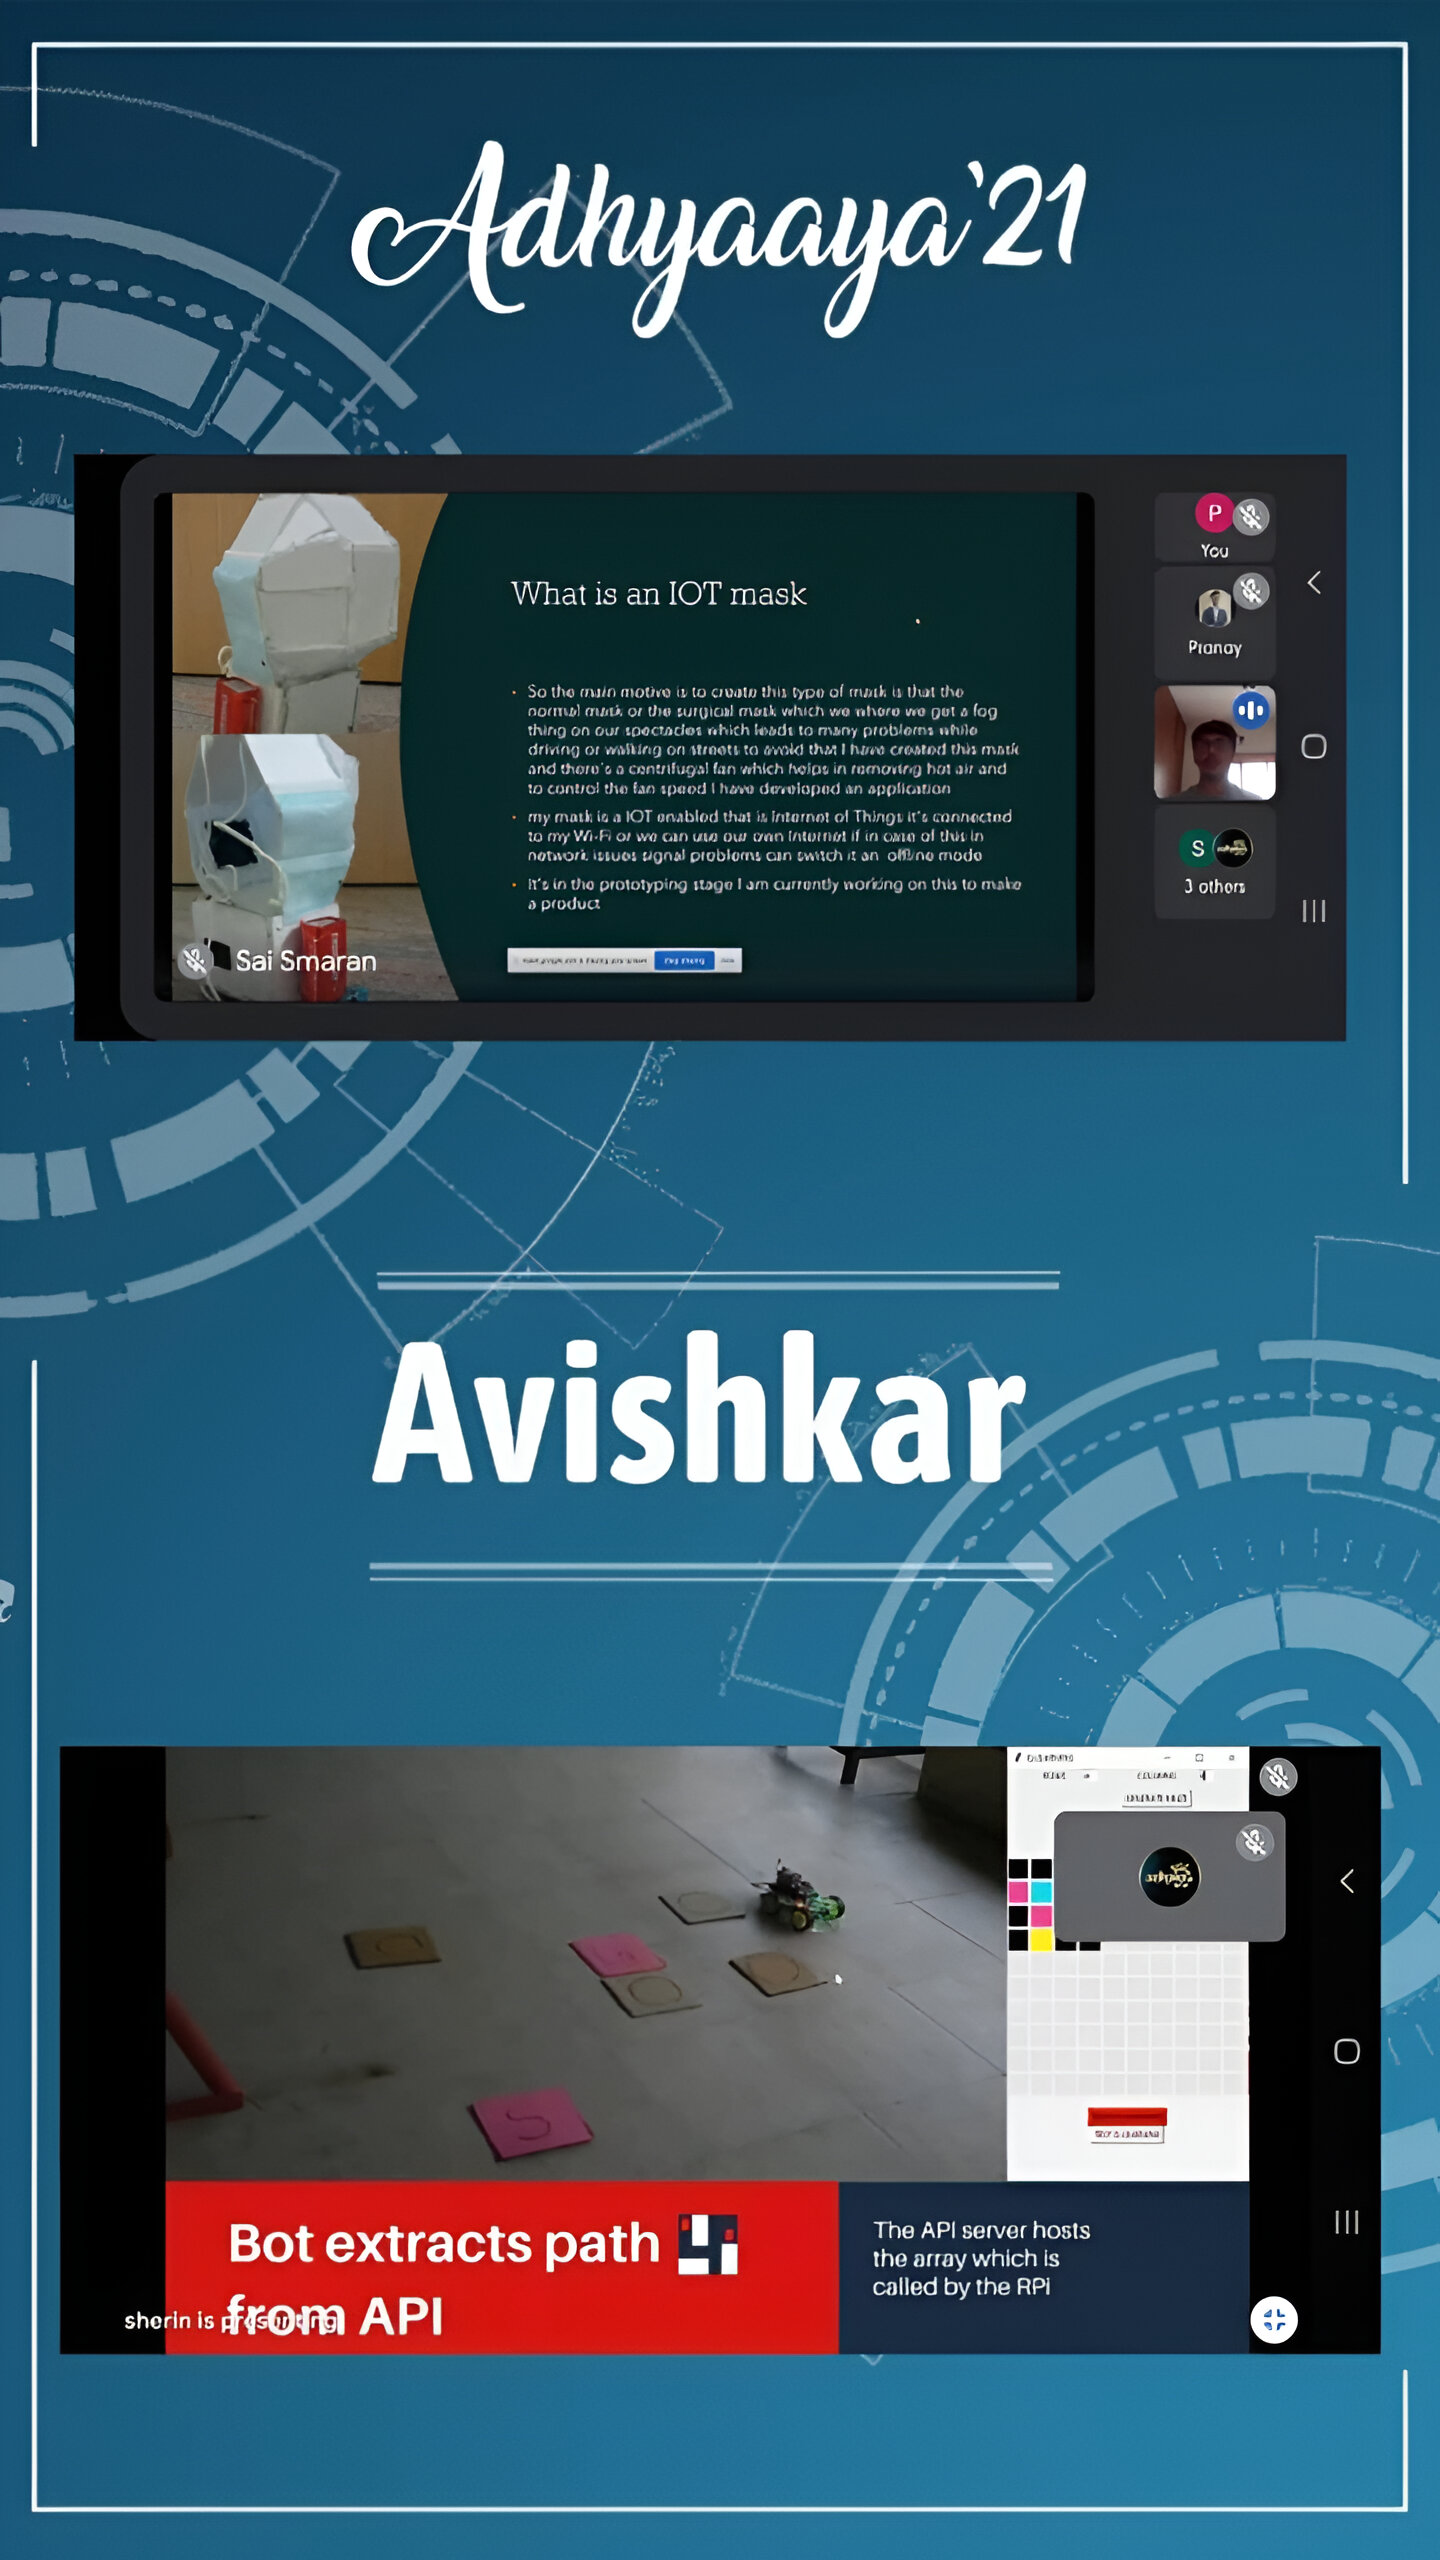 Adhyaaya`21
What is an IOT mask
So the main motive is to create this type of mask is that the
normal mask or the surgical mask which we where we get a fog
thing on our spectacles which leads to many problems while
driving or walking on streets to avoid that I have created this mask
and there's a centrifugal fan which helps in removing hot air and
to control the fan speed I have developed an application
my mask is a IOT enabled that is Internet of Things it's connected
to my Wi-Fi or we can use our own Internet if in case of this in
network issues signal problems can switch it an offline mode
It's in the prototyping stage I am currently working on this to make
a product
Sai Smaran
P
You
Pranay
S
3 others
Avishkar
S
Bot extracts path
from API
sherin is presenting
The API server hosts
the array which is
called by the RPi